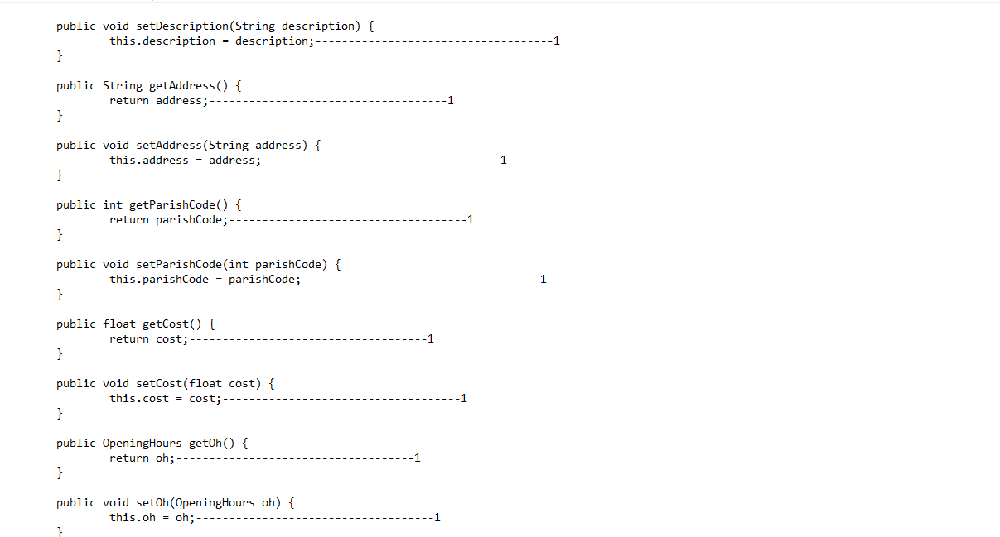 public void setDescription(String description) {
this.description = description;------------------------------------1
}
public String getAddress() {
return address;------------------------------------1
}
public void setAddress(String address) {
this.address = address;------------------------------------1
}
public int getParishCode() {
return parishCode;------------------------------------1
}
public void setParishCode(int parishCode) {
this.parishCode = parishCode;------------------------------------1
}
public float getCost() {
return cost;------------------------------------1
}
public void setCost(float cost) {
this.cost = cost;------------------------------------1
}
public OpeningHours getOh() {
return oh;------------------------------------1
}
public void setOh(OpeningHours oh) {
this.oh = oh;------------------------------------1
}